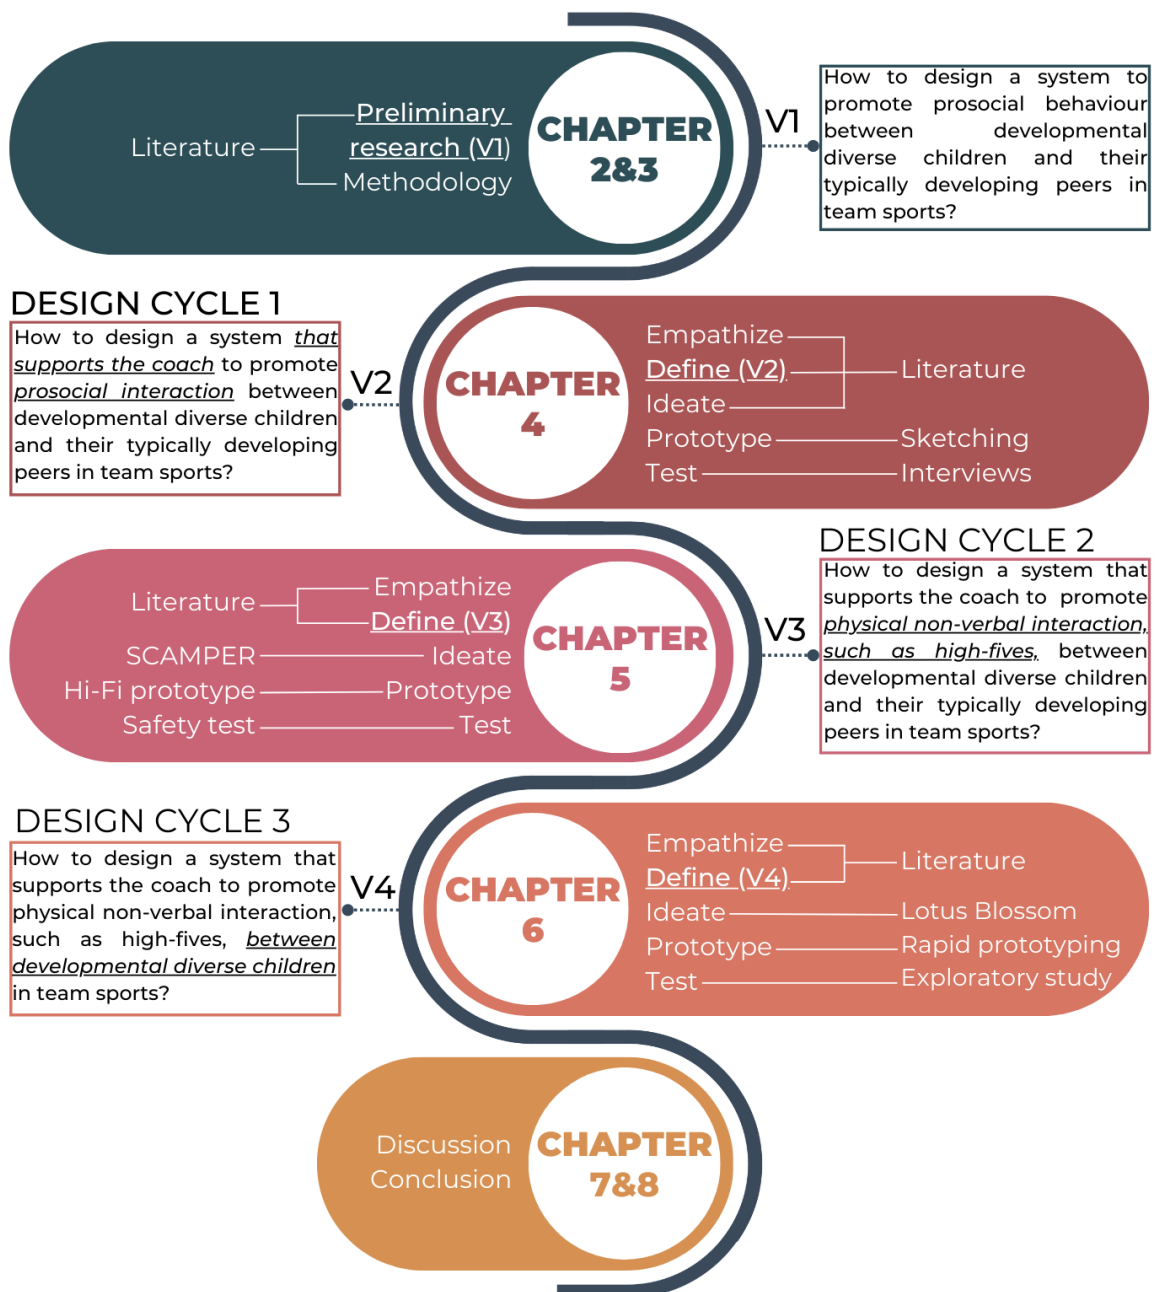 Literature
Preliminary
research (V1)
Methodology
CHAPTER
2&3
V1
How to design a system to
promote prosocial behaviour
between developmental
diverse children and their
typically developing peers in
team sports?
DESIGN CYCLE 1
How to design a system that
supports the coach to promote
prosocial interaction between
developmental diverse children
and their typically developing
peers in team sports?
V2
CHAPTER
4
Empathize
Define (V2)
Ideate
Literature
Prototype
Sketching
Test
Interviews
Literature
Empathize
Define (V3)
SCAMPER
Ideate
Hi-Fi prototype
Prototype
Safety test
Test
CHAPTER
5
V3
DESIGN CYCLE 2
How to design a system that
supports the coach to promote
physical non-verbal interaction,
such as high-fives, between
developmental diverse children
and their typically developing
peers in team sports?
DESIGN CYCLE 3
How to design a system that
supports the coach to promote
physical non-verbal interaction,
such as high-fives, between
developmental diverse children
in team sports?
V4
CHAPTER
6
Empathize
Define (V4)
Literature
Ideate
Lotus Blossom
Prototype
Rapid prototyping
Test
Exploratory study
Discussion
Conclusion
CHAPTER
7&8